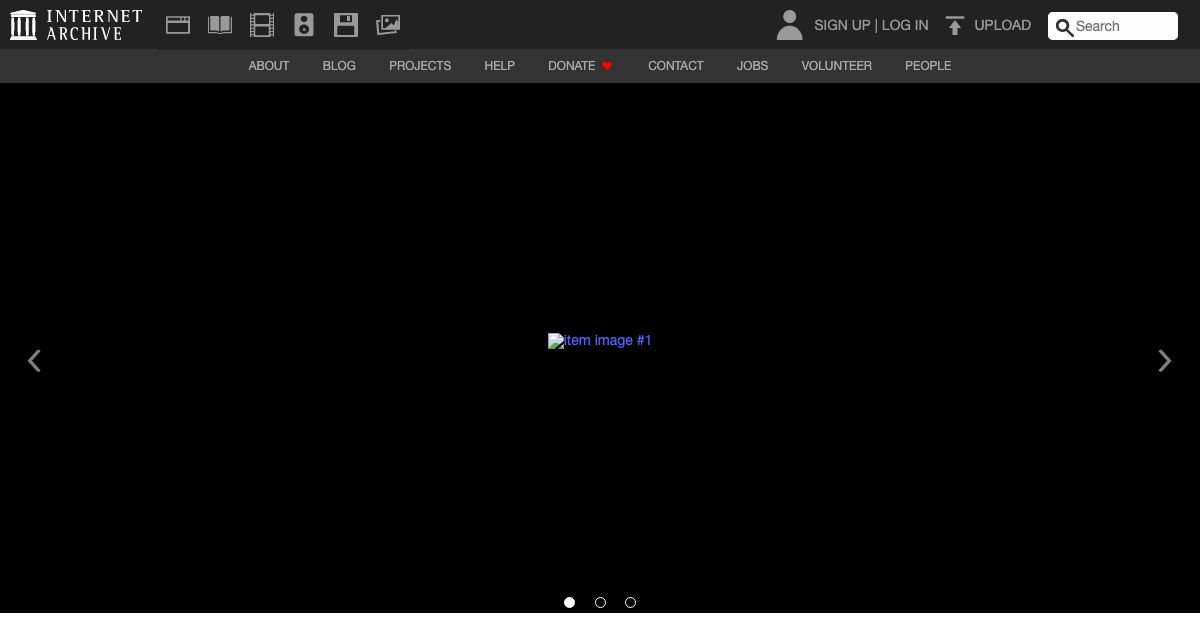 INTERNET
ARCHIVE
SIGN UP | LOG IN
UPLOAD
Search
ABOUT
BLOG
PROJECTS
HELP
DONATE
CONTACT
JOBS
VOLUNTEER
PEOPLE
item image #1